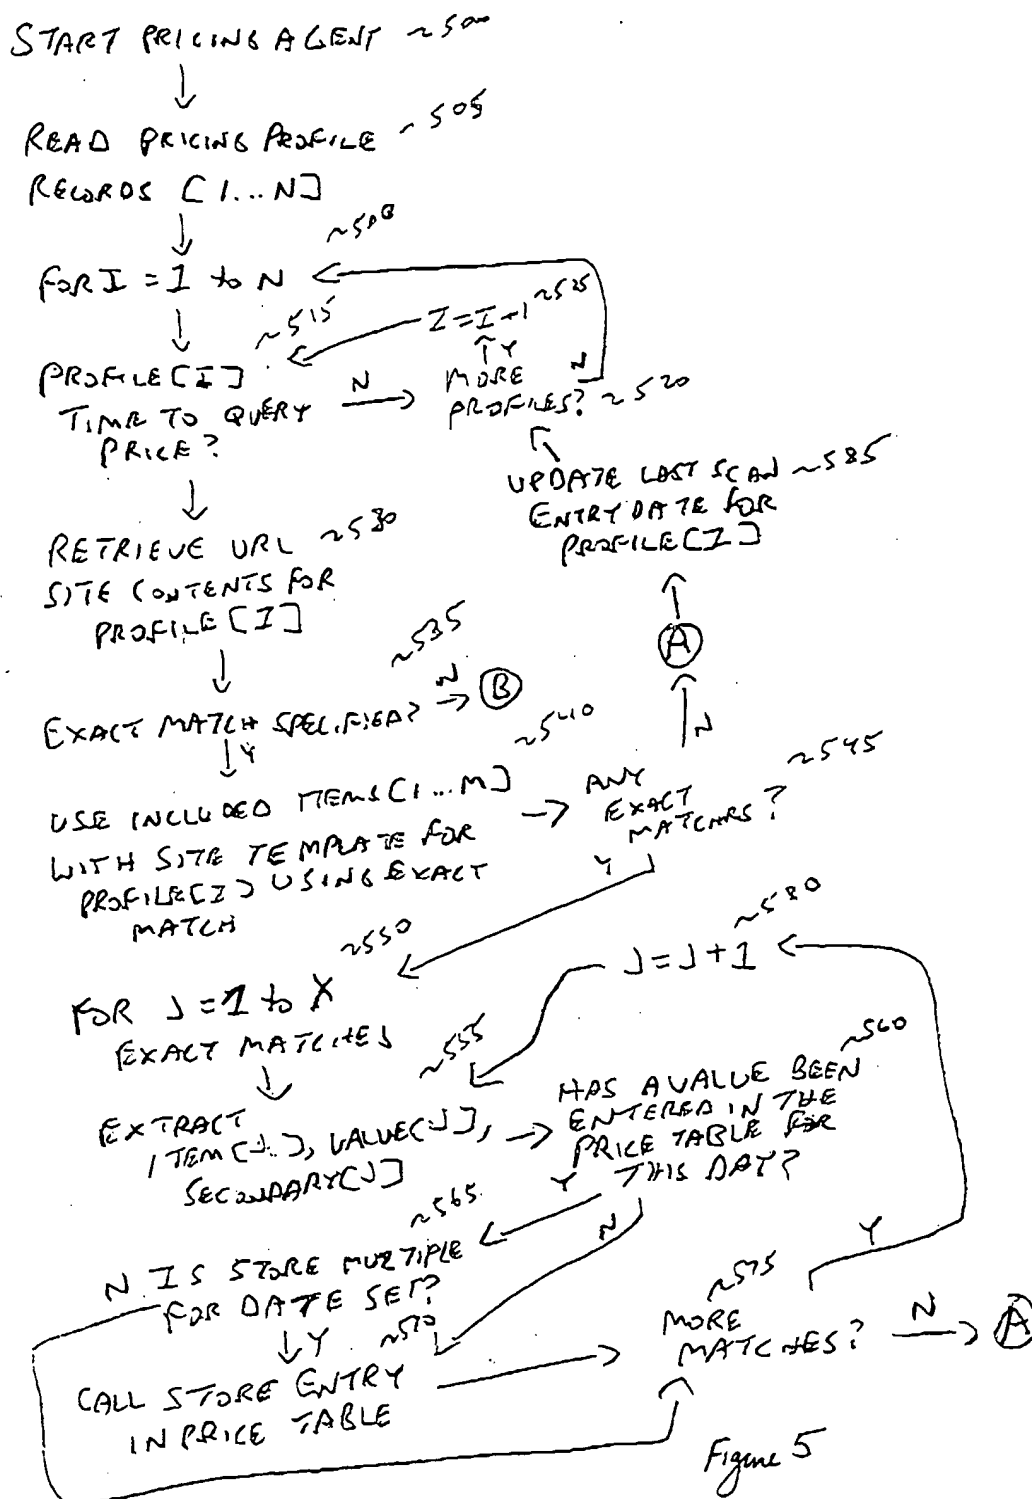 START PRICING AGENT ~500
READ PRICING PROFILE ~505
RECORDS [1...N]
~508
FOR I = 1 to N
~515
I=I+1 ~525
PROFILE[I]
TIME TO QUERY
PRICE?
N
Y
MORE
PROFILES? ~520
N
UPDATE LAST SCAN ~585
ENTRY DATE FOR
PROFILE[I]
RETRIEVE URL ~530
SITE CONTENTS FOR
PROFILE[I]
A
~535
EXACT MATCH SPECIFIED?
N
B
Y
N
~540
USE INCLUDED ITEMS[1...M]
WITH SITE TEMPLATE FOR
PROFILE[I] USING EXACT
MATCH
ANY
EXACT
MATCHES?
~545
Y
~550
FOR J = 1 to X
EXACT MATCHES
J=J+1
~580
~555
EXTRACT
ITEM[J], VALUE[J],
SECONDARY[J]
HAS A VALUE BEEN ~560
ENTERED IN THE
PRICE TABLE FOR
THIS DAY?
Y
N
~565
N IS STORE MULTIPLE
FOR DATE SET?
Y
~570
CALL STORE ENTRY
IN PRICE TABLE
~575
MORE
MATCHES?
Y
N
A
Figure 5